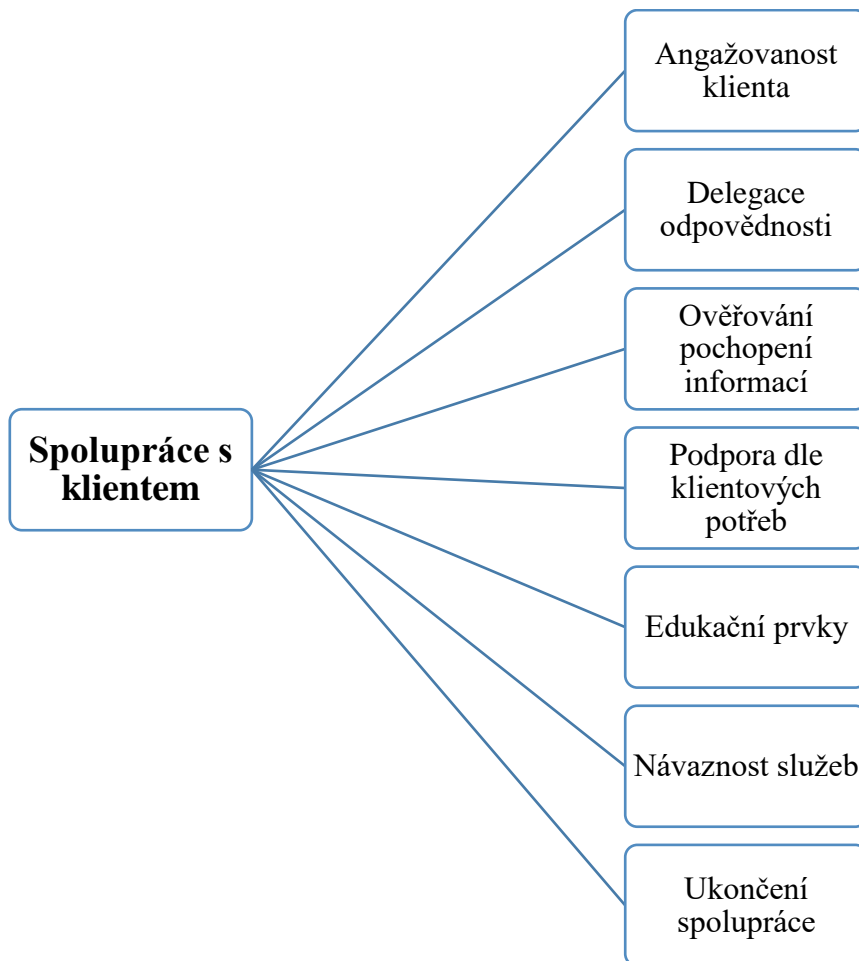 Angažovanost
klienta
Delegace
odpovědnosti
Ověřování
pochopení
informací
Spolupráce s
klientem
Podpora dle
klientových
potřeb
Edukační prvky
Návaznost služeb
Ukončení
spolupráce